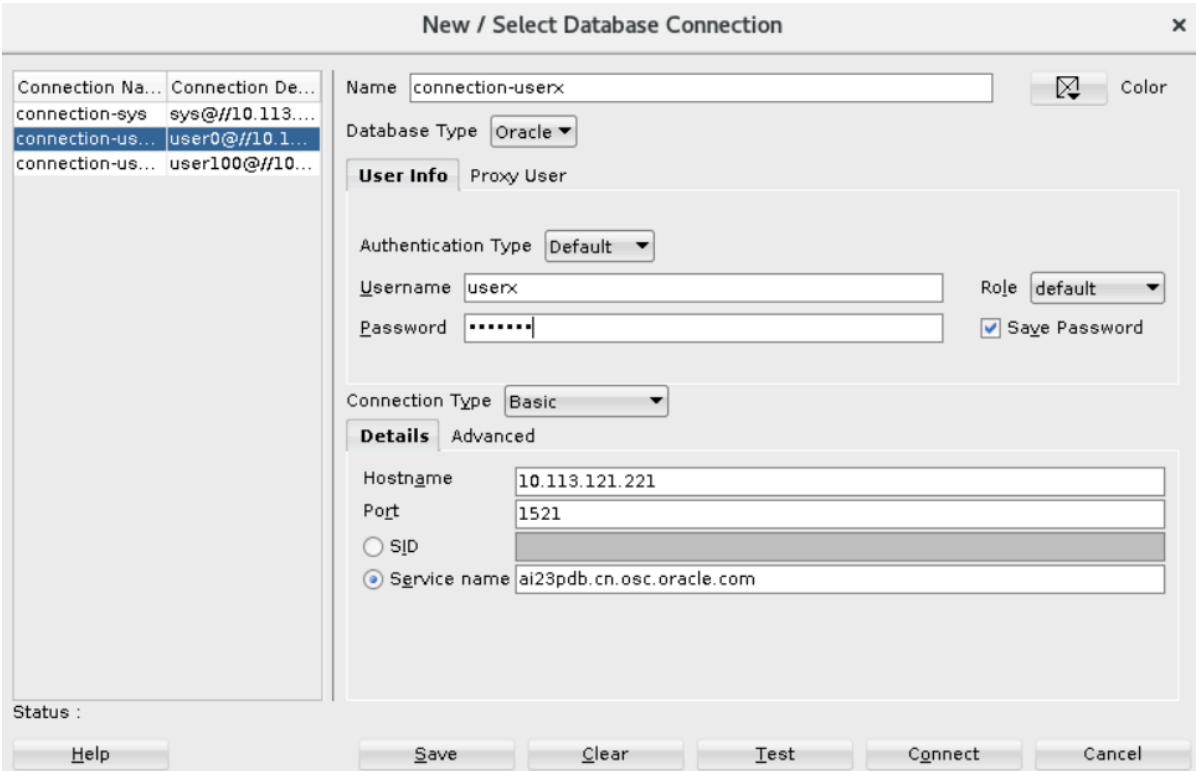 New / Select Database Connection
Connection Na... Connection De...
connection-sys sys@//10.113....
connection-us... user0@//10.1...
connection-us... user100@//10...
Name connection-userx Color
Database Type Oracle
User Info Proxy User
Authentication Type Default
Username userx Role default
Password ••••••• Save Password
Connection Type Basic
Details Advanced
Hostname 10.113.121.221
Port 1521
SID
Service name ai23pdb.cn.osc.oracle.com
Status :
Help Save Clear Test Connect Cancel